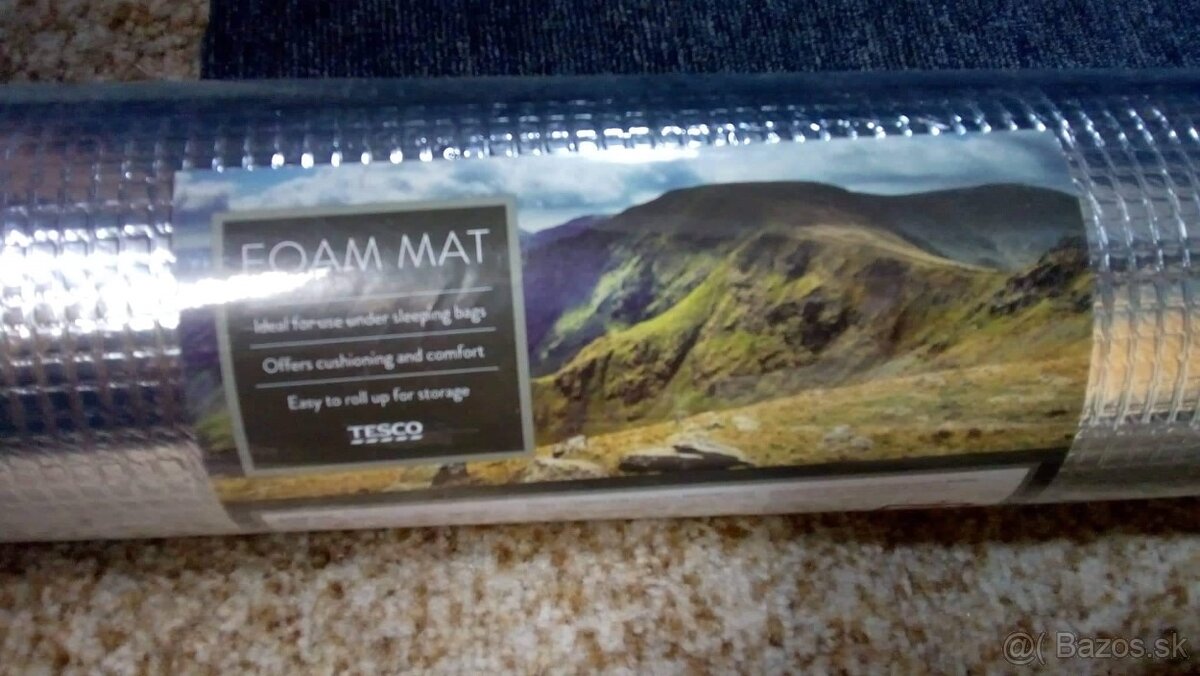 FOAM MAT
Ideal for use under sleeping bags
Offers cushioning and comfort
Easy to roll up for storage
TESCO
@( Bazos.sk